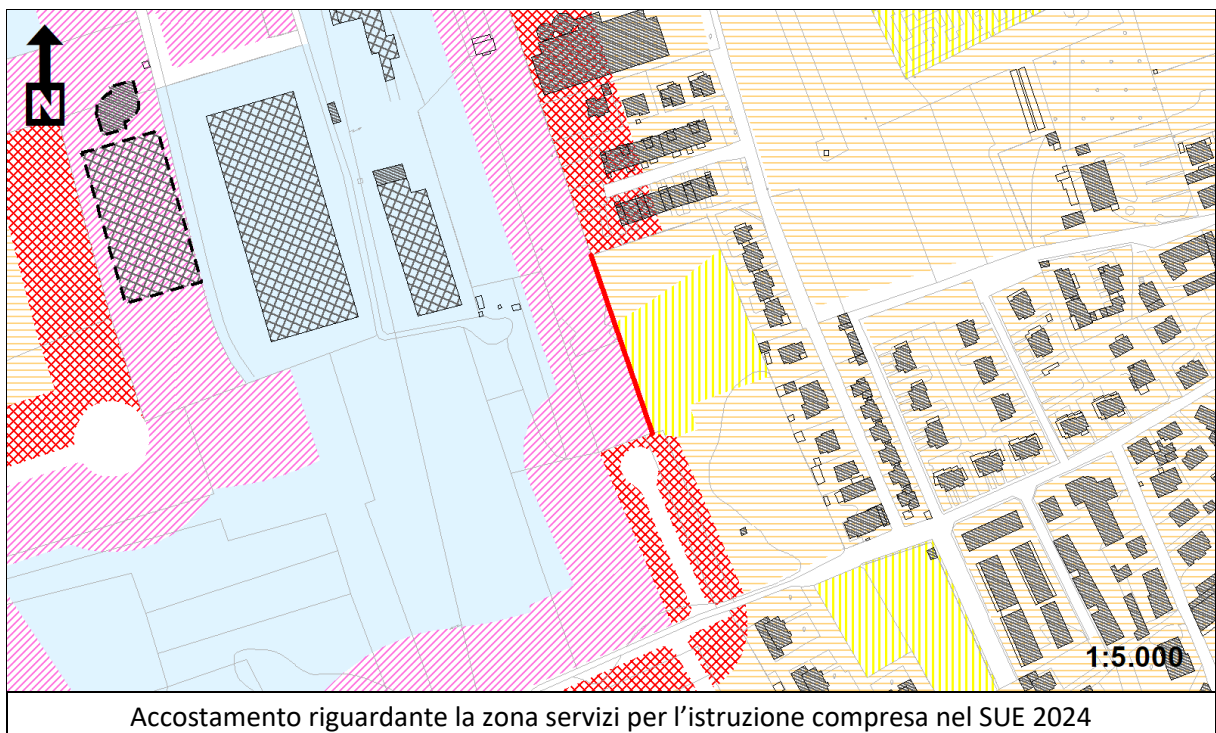 N
1:5.000
Accostamento riguardante la zona servizi per l’istruzione compresa nel SUE 2024